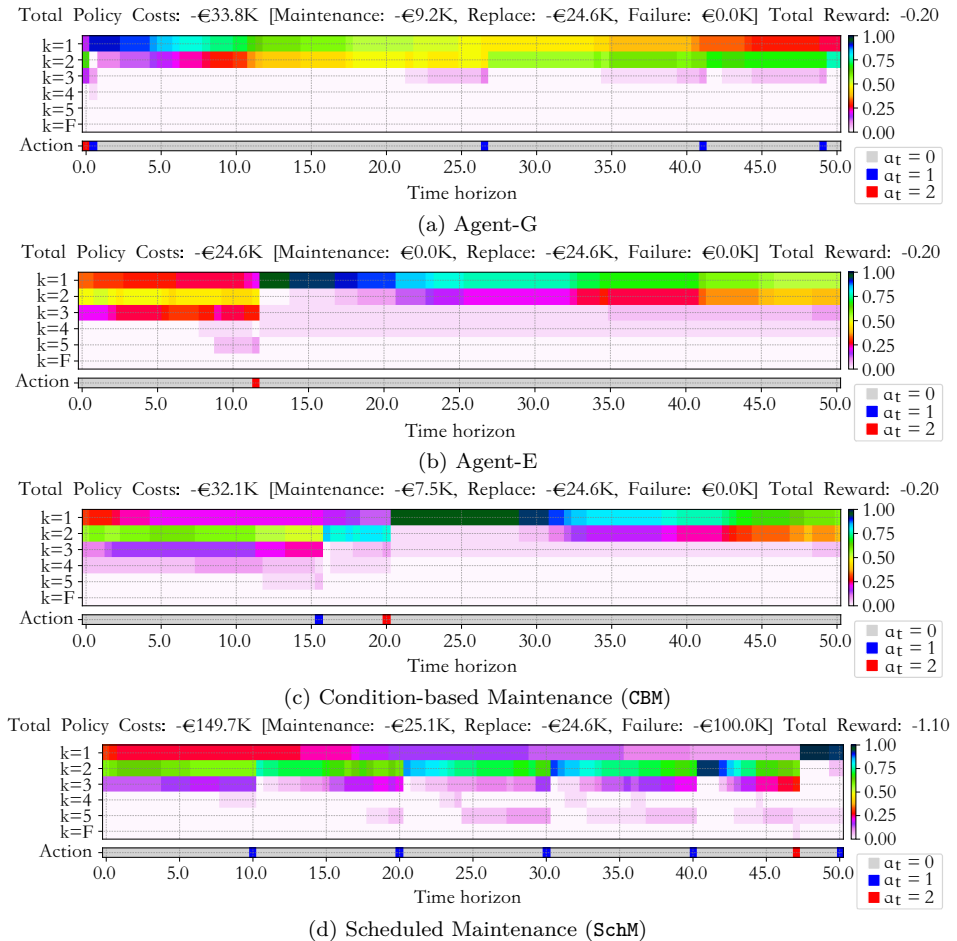 Total Policy Costs: -€33.8K [Maintenance: -€9.2K, Replace: -€24.6K, Failure: €0.0K] Total Reward: -0.20
k=1
k=2
k=3
k=4
k=5
k=F
1.00
0.75
0.50
0.25
0.00
0.0 5.0 10.0 15.0 20.0 25.0 30.0 35.0 40.0 45.0 50.0
Action
Time horizon
a_t = 0
a_t = 1
a_t = 2
(a) Agent-G
Total Policy Costs: -€24.6K [Maintenance: €0.0K, Replace: -€24.6K, Failure: €0.0K] Total Reward: -0.20
k=1
k=2
k=3
k=4
k=5
k=F
1.00
0.75
0.50
0.25
0.00
Action
0.0 5.0 10.0 15.0 20.0 25.0 30.0 35.0 40.0 45.0 50.0
Time horizon
a_t = 0
a_t = 1
a_t = 2
(b) Agent-E
Total Policy Costs: -€32.1K [Maintenance: -€7.5K, Replace: -€24.6K, Failure: €0.0K] Total Reward: -0.20
k=1
k=2
k=3
k=4
k=5
k=F
1.00
0.75
0.50
0.25
0.00
Action
0.0 5.0 10.0 15.0 20.0 25.0 30.0 35.0 40.0 45.0 50.0
Time horizon
a_t = 0
a_t = 1
a_t = 2
(c) Condition-based Maintenance (CBM)
Total Policy Costs: -€149.7K [Maintenance: -€25.1K, Replace: -€24.6K, Failure: -€100.0K] Total Reward: -1.10
k=1
k=2
k=3
k=4
k=5
k=F
1.00
0.75
0.50
0.25
0.00
Action
0.0 5.0 10.0 15.0 20.0 25.0 30.0 35.0 40.0 45.0 50.0
Time horizon
a_t = 0
a_t = 1
a_t = 2
(d) Scheduled Maintenance (SchM)